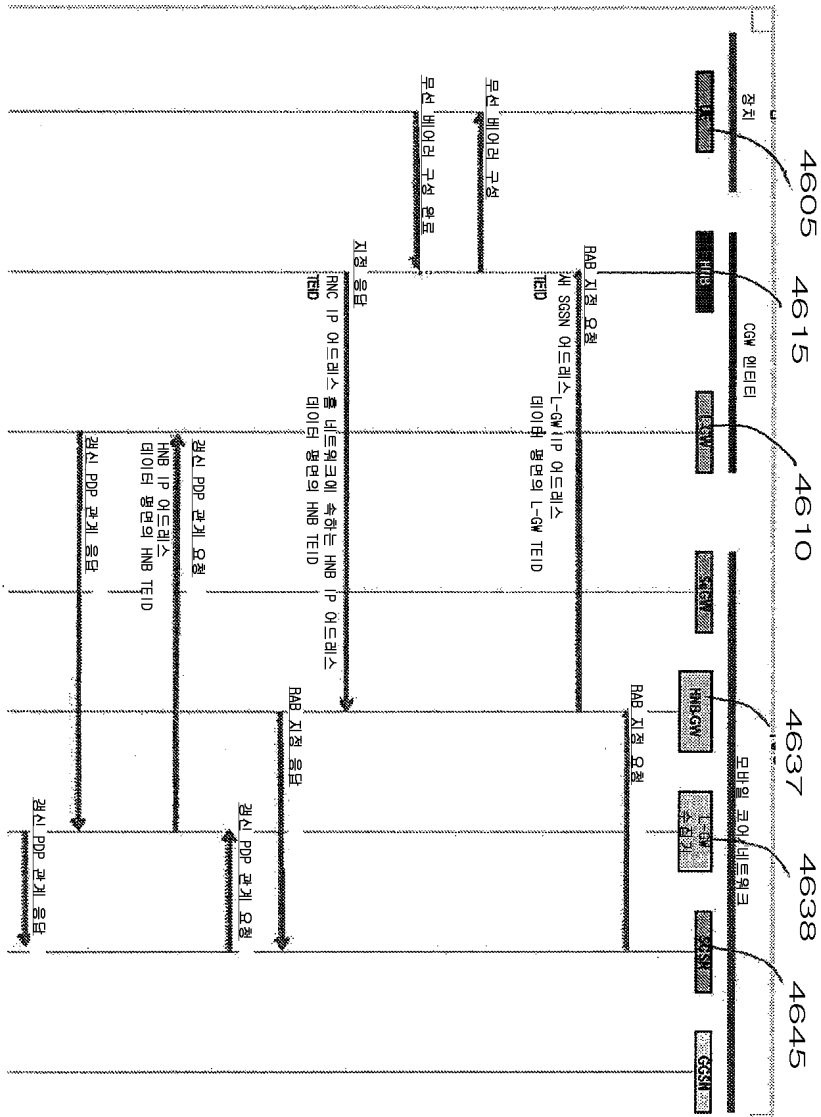 4605
4615
4610
4637
4638
4645
장치
CGW 엔티티
모바일 코어 네트워크
UE
HNB
L-GW
SeGW
HNB-GW
L-GW
수집기
SGSN
GGSN
RAB 지정 요청
RAB 지정 요청
새 SGSN 어드레스 L-GW IP 어드레스
TEID 데이터 평면의 L-GW TEID
무선 베어러 구성
무선 베어러 구성 완료
지정 응답
RNC IP 어드레스 홈 네트워크에 속하는 HNB IP 어드레스
TEID 데이터 평면의 HNB TEID
RAB 지정 응답
갱신 PDP 관계 요청
갱신 PDP 관계 요청
HNB IP 어드레스
데이터 평면의 HNB TEID
갱신 PDP 관계 응답
갱신 PDP 관계 응답